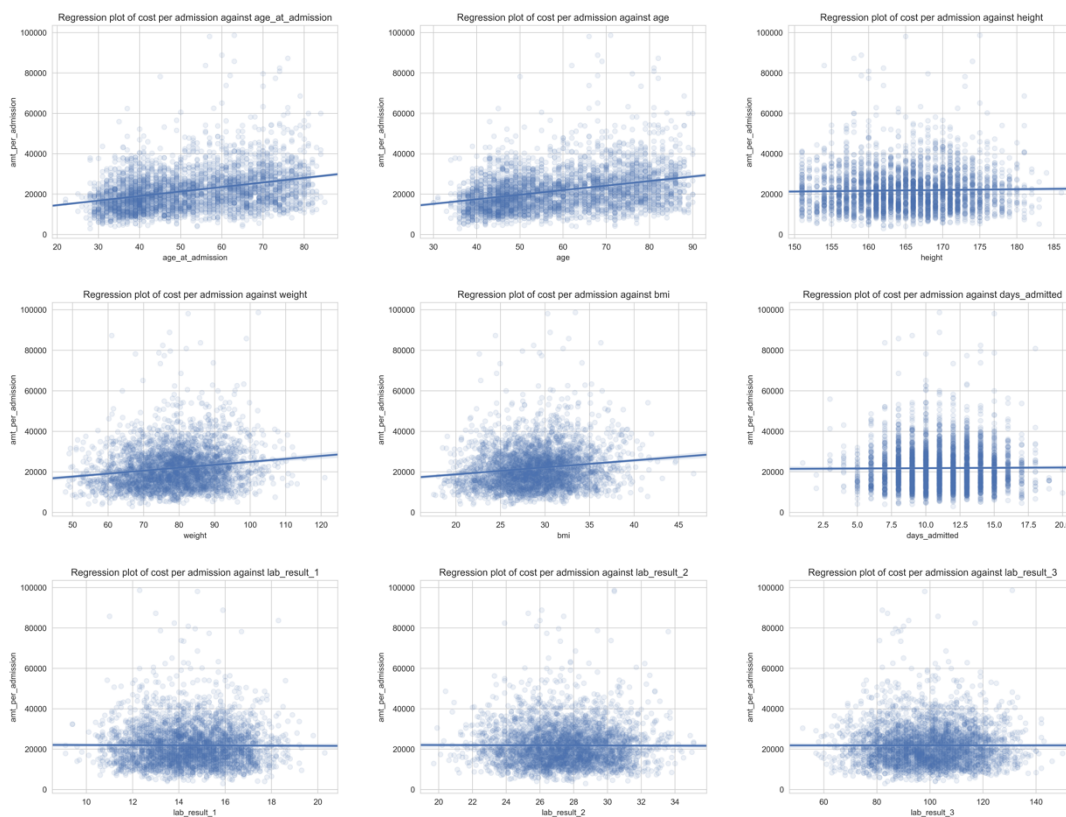 Regression plot of cost per admission against age_at_admission
100000
80000
60000
40000
20000
0
amt_per_admission
20 30 40 50 60 70 80
age_at_admission
Regression plot of cost per admission against age
100000
80000
60000
40000
20000
0
amt_per_admission
30 40 50 60 70 80 90
age
Regression plot of cost per admission against height
100000
80000
60000
40000
20000
0
amt_per_admission
150 155 160 165 170 175 180 185
height
Regression plot of cost per admission against weight
100000
80000
60000
40000
20000
0
amt_per_admission
50 60 70 80 90 100 110 120
weight
Regression plot of cost per admission against bmi
100000
80000
60000
40000
20000
0
amt_per_admission
20 25 30 35 40 45
bmi
Regression plot of cost per admission against days_admitted
100000
80000
60000
40000
20000
0
amt_per_admission
2.5 5.0 7.5 10.0 12.5 15.0 17.5 20.
days_admitted
Regression plot of cost per admission against lab_result_1
100000
80000
60000
40000
20000
0
amt_per_admission
10 12 14 16 18 20
lab_result_1
Regression plot of cost per admission against lab_result_2
100000
80000
60000
40000
20000
0
amt_per_admission
20 22 24 26 28 30 32 34
lab_result_2
Regression plot of cost per admission against lab_result_3
100000
80000
60000
40000
20000
0
amt_per_admission
60 80 100 120 140
lab_result_3